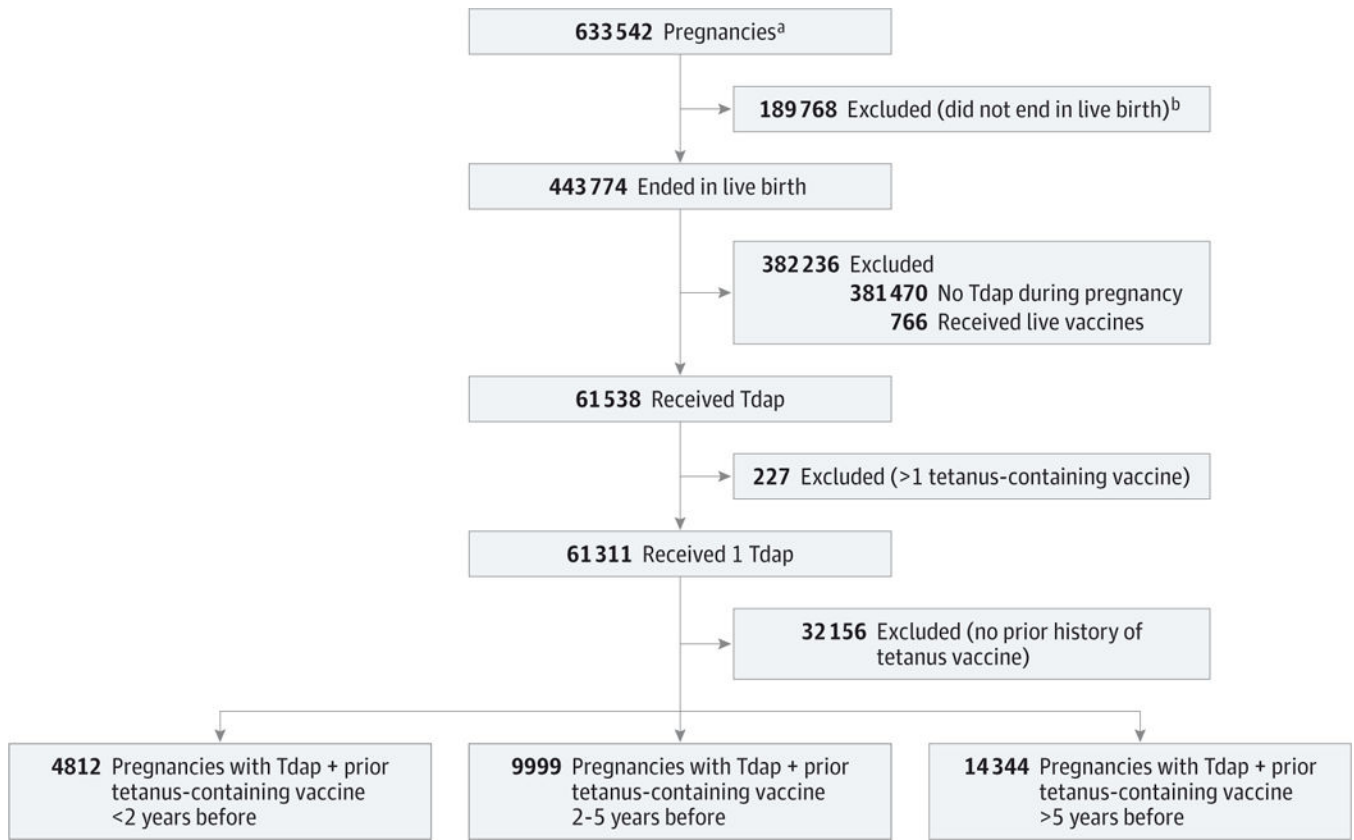 633 542 Pregnanciesᵃ
189 768 Excluded (did not end in live birth)ᵇ
443 774 Ended in live birth
382 236 Excluded
381 470 No Tdap during pregnancy
766 Received live vaccines
61 538 Received Tdap
227 Excluded (>1 tetanus-containing vaccine)
61 311 Received 1 Tdap
32 156 Excluded (no prior history of
tetanus vaccine)
4812 Pregnancies with Tdap + prior
tetanus-containing vaccine
<2 years before
9999 Pregnancies with Tdap + prior
tetanus-containing vaccine
2-5 years before
14 344 Pregnancies with Tdap + prior
tetanus-containing vaccine
>5 years before